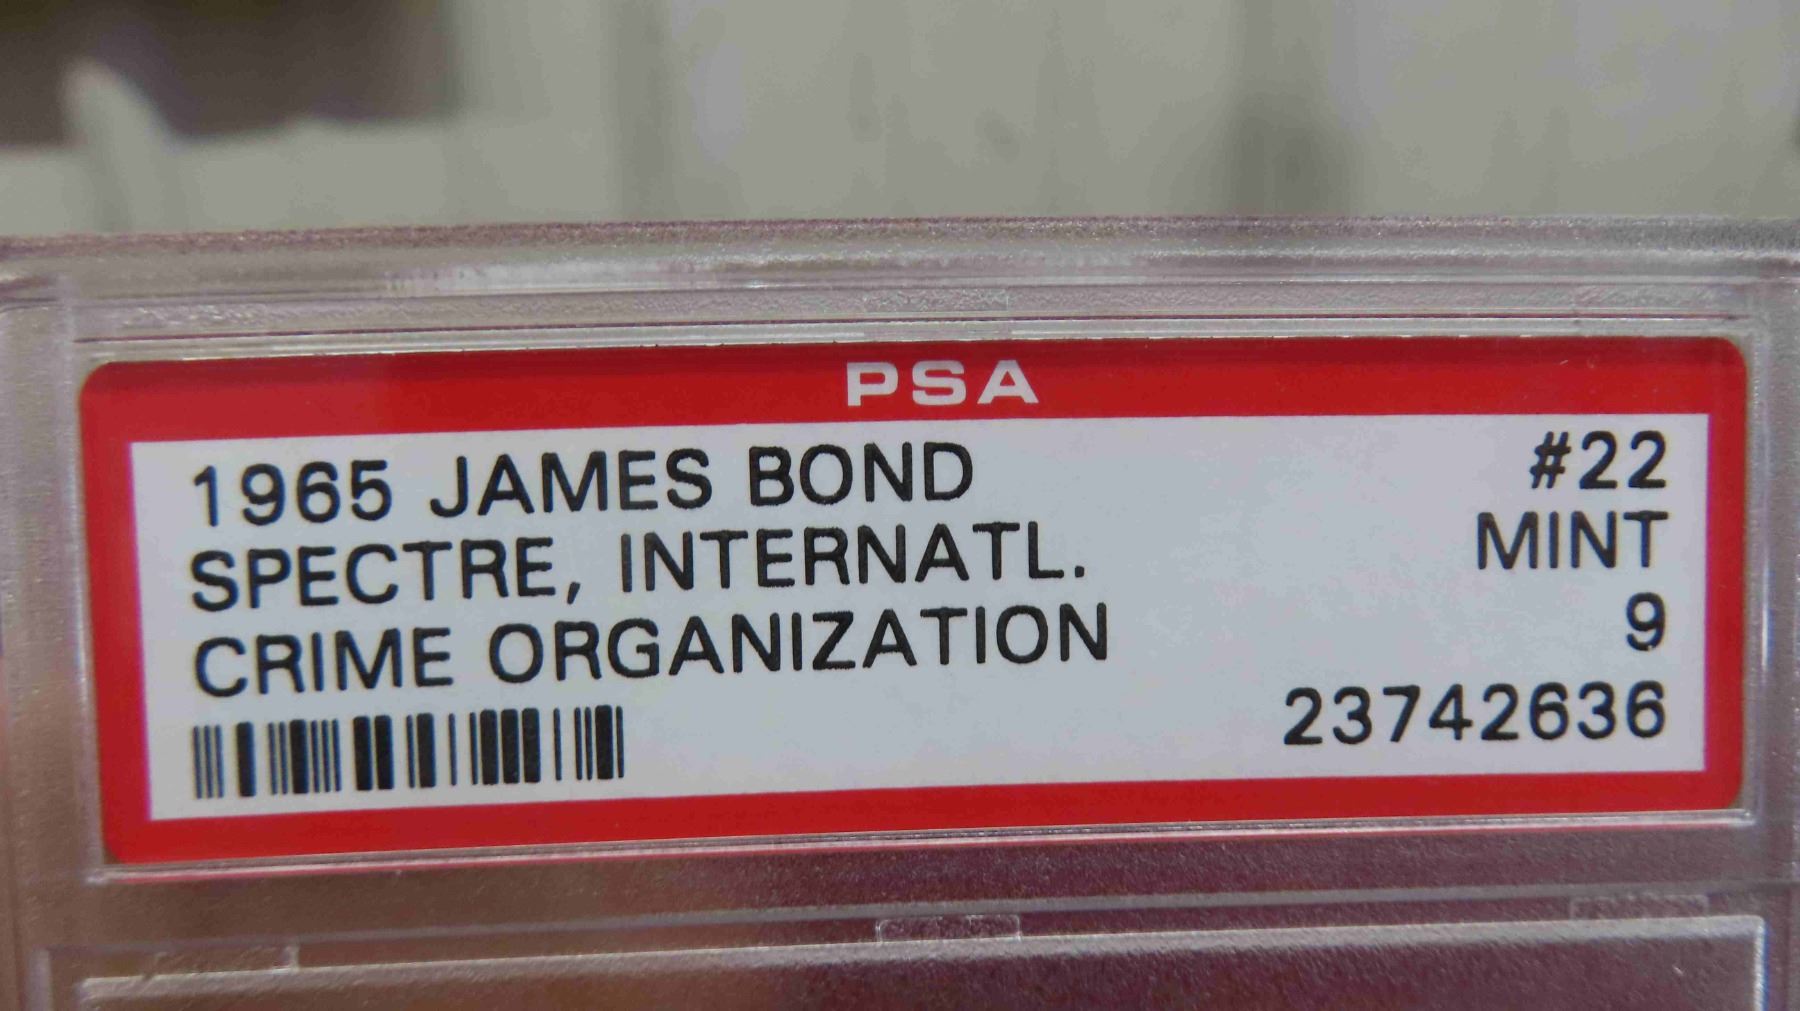 PSA
1965 JAMES BOND #22
SPECTRE, INTERNATL. MINT
CRIME ORGANIZATION 9
23742636